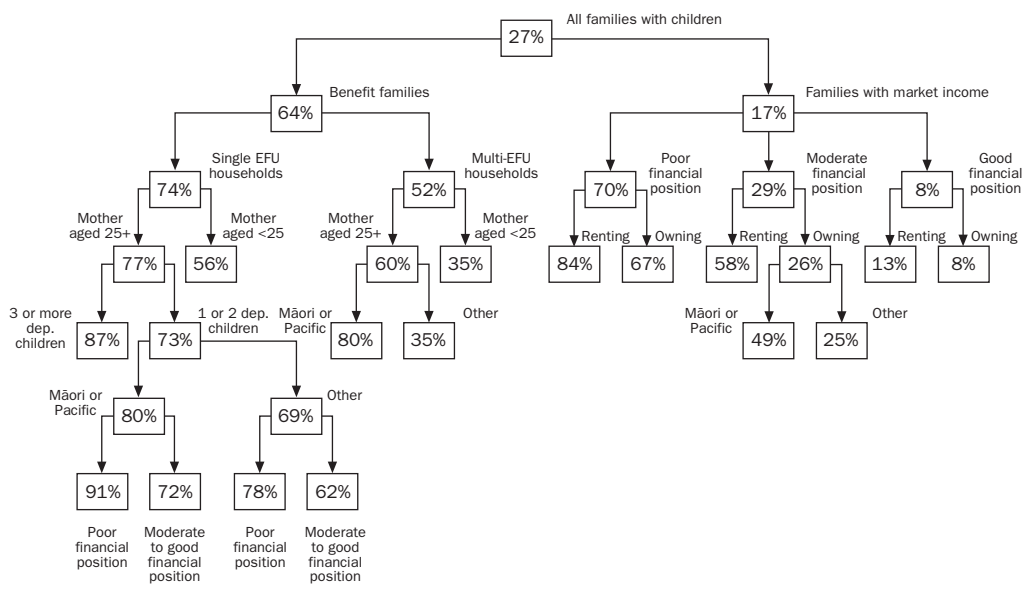 All families with children
27%
Benefit families
64%
Families with market income
17%
Single EFU
households
74%
Multi-EFU
households
52%
Poor
financial
position
70%
Moderate
financial
position
29%
Good
financial
position
8%
Mother
aged 25+
77%
Mother
aged <25
56%
Mother
aged 25+
60%
Mother
aged <25
35%
Renting
84%
Owning
67%
Renting
58%
Owning
26%
Renting
13%
Owning
8%
3 or more
dep.
children
87%
1 or 2 dep.
children
73%
Māori or
Pacific
80%
Other
35%
Māori or
Pacific
49%
Other
25%
Māori or
Pacific
80%
Other
69%
91%
72%
78%
62%
Poor
financial
position
Moderate
to good
financial
position
Poor
financial
position
Moderate
to good
financial
position